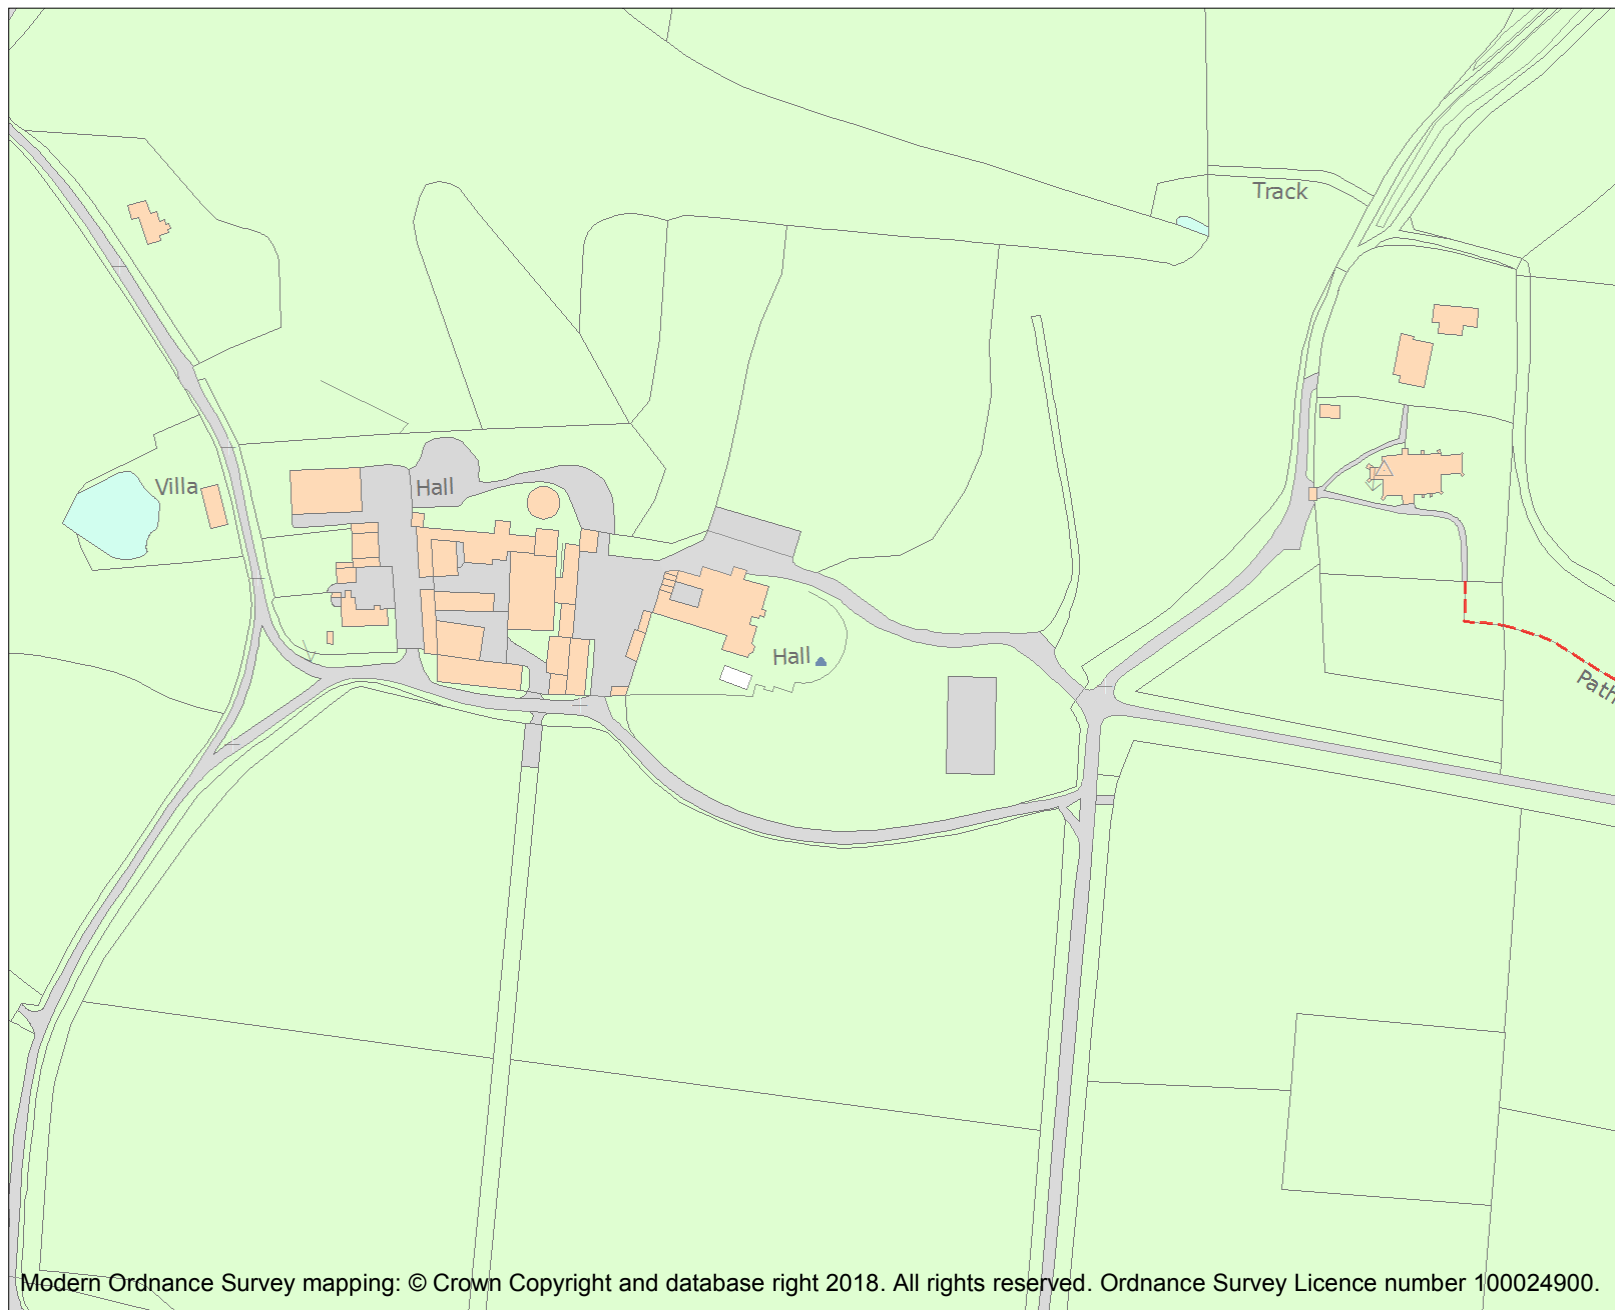 Track
Villa
Hall
Hall
Path
Modern Ordnance Survey mapping: © Crown Copyright and database right 2018. All rights reserved. Ordnance Survey Licence number 100024900.